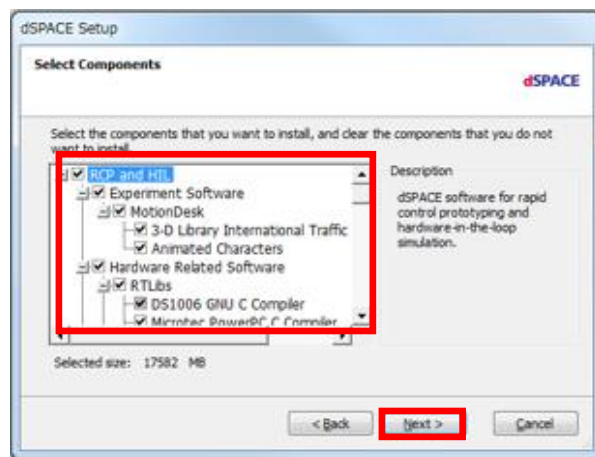 dSPACE Setup
Select Components
dSPACE
Select the components that you want to install, and clear the components that you do not
want to install.
RCP and HIL
Experiment Software
MotionDesk
3-D Library International Traffic
Animated Characters
Hardware Related Software
RTLibs
DS1006 GNU C Compiler
Microtec PowerPC C Compiler
Description
dSPACE software for rapid
control prototyping and
hardware-in-the-loop
simulation.
Selected size: 17582 MB
< Back
Next >
Cancel